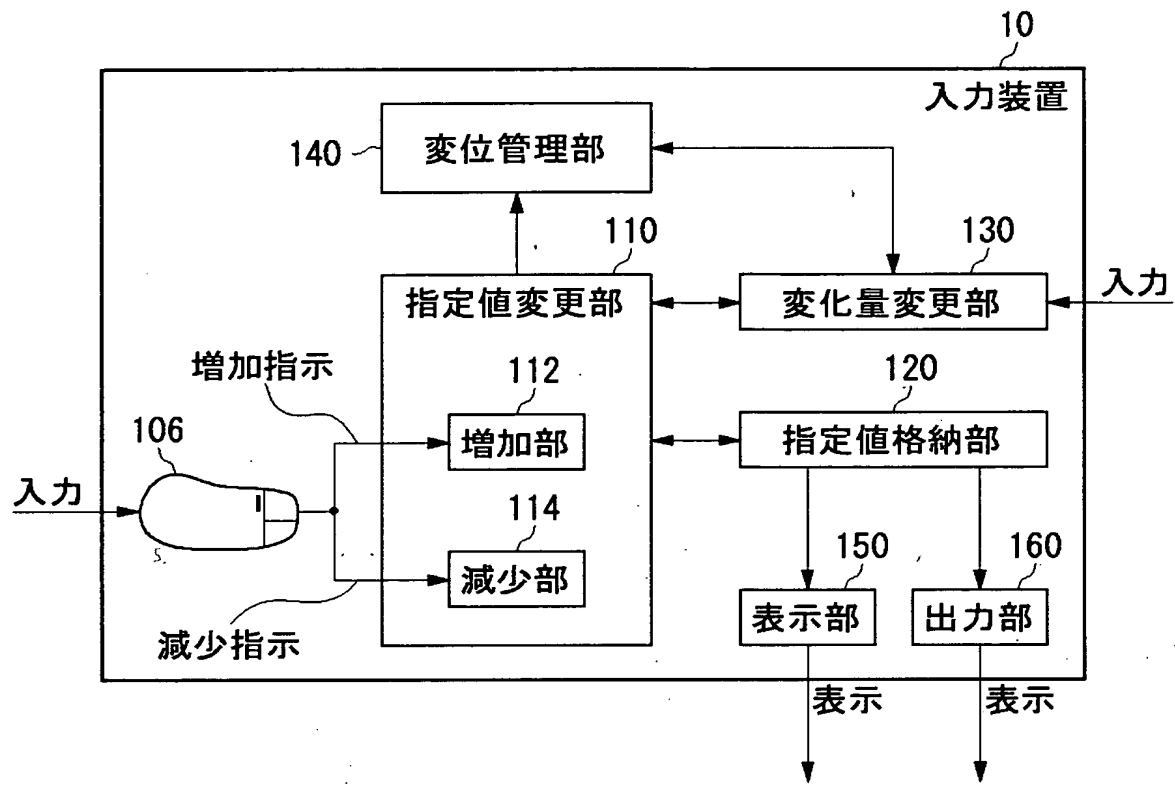 10
入力装置
140
変位管理部
110
130
指定値変更部
変化量変更部
入力
増加指示
112
120
106
増加部
指定値格納部
入力
114
150
160
減少部
表示部
出力部
減少指示
表示
表示